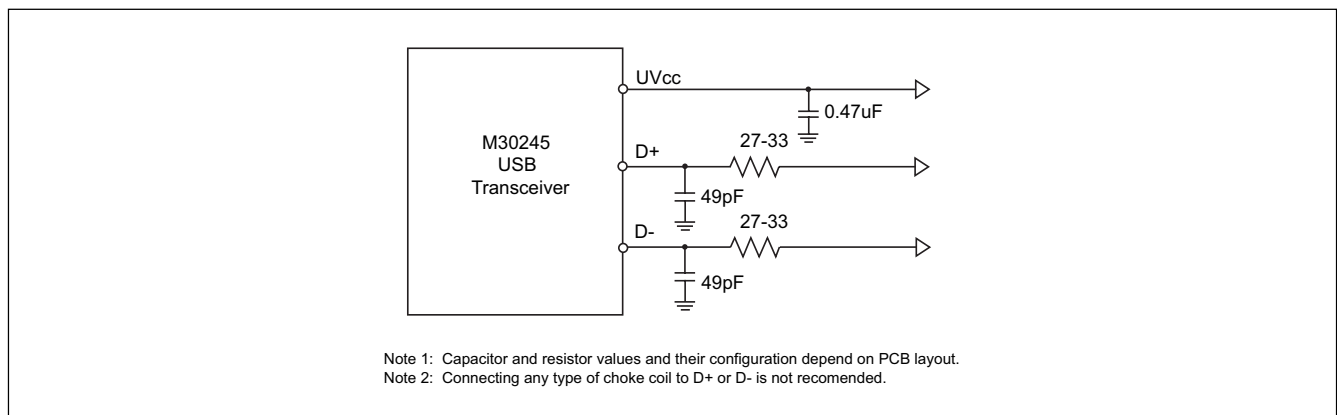 UVcc
0.47uF
M30245
USB
Transceiver
D+
27-33
49pF
D-
27-33
49pF
Note 1: Capacitor and resistor values and their configuration depend on PCB layout.
Note 2: Connecting any type of choke coil to D+ or D- is not recomended.